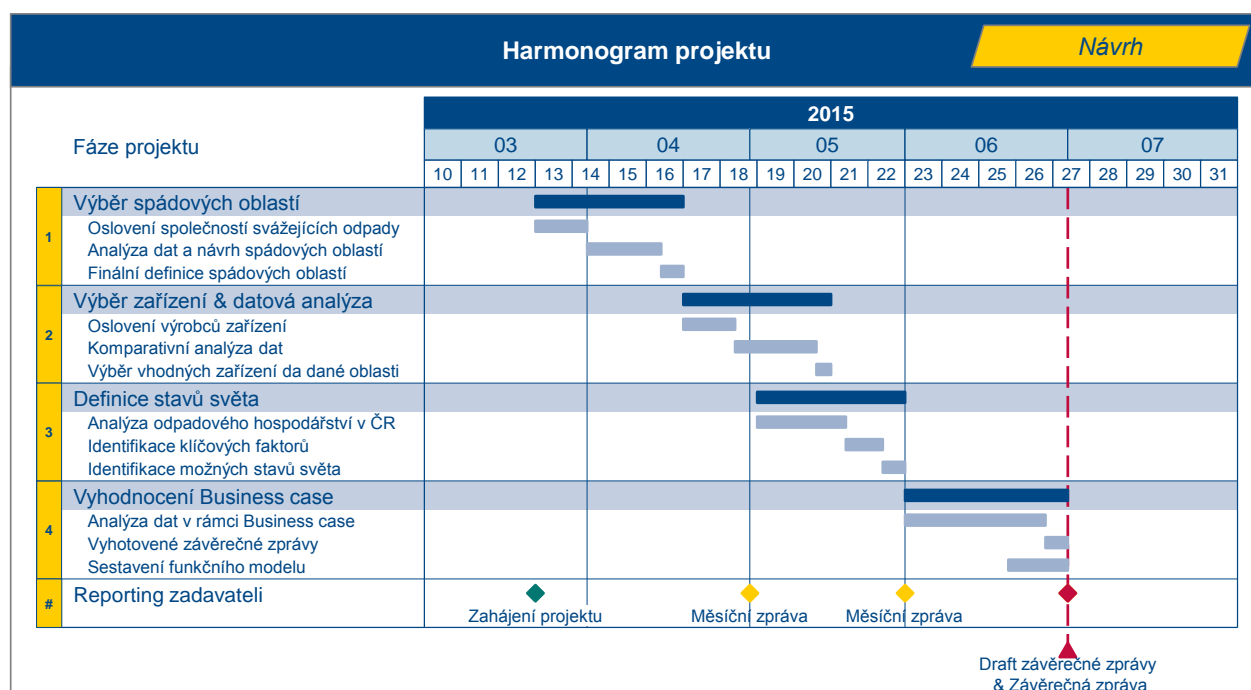 Harmonogram projektu
Návrh
2015
Fáze projektu
03 04 05 06 07
10 11 12 13 14 15 16 17 18 19 20 21 22 23 24 25 26 27 28 29 30 31
1
Výběr spádových oblastí
Oslovení společností svážejících odpady
Analýza dat a návrh spádových oblastí
Finální definice spádových oblastí
2
Výběr zařízení & datová analýza
Oslovení výrobců zařízení
Komparativní analýza dat
Výběr vhodných zařízení da dané oblasti
3
Definice stavů světa
Analýza odpadového hospodářství v ČR
Identifikace klíčových faktorů
Identifikace možných stavů světa
4
Vyhodnocení Business case
Analýza dat v rámci Business case
Vyhotovené závěrečné zprávy
Sestavení funkčního modelu
#
Reporting zadavateli
Zahájení projektu
Měsíční zpráva
Měsíční zpráva
Draft závěrečné zprávy
& Závěrečná zpráva